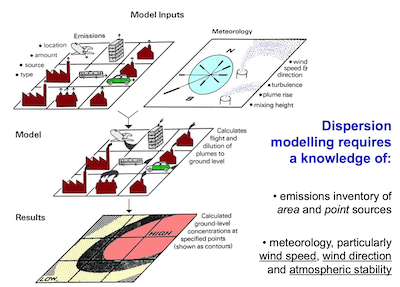 Model Inputs
Emissions
• location
• amount
• source
• type
Meteorology
N
S
• wind
speed &
direction
• turbulence
• plume rise
• mixing height
Model
Calculates
flight and
dilution of
plumes to
ground level
Results
Calculated
ground-level
concentrations at
specified points
(shown as contours)
HIGH
LOW
Dispersion
modelling requires
a knowledge of:
• emissions inventory of
area and point sources
• meteorology, particularly
wind speed, wind direction
and atmospheric stability